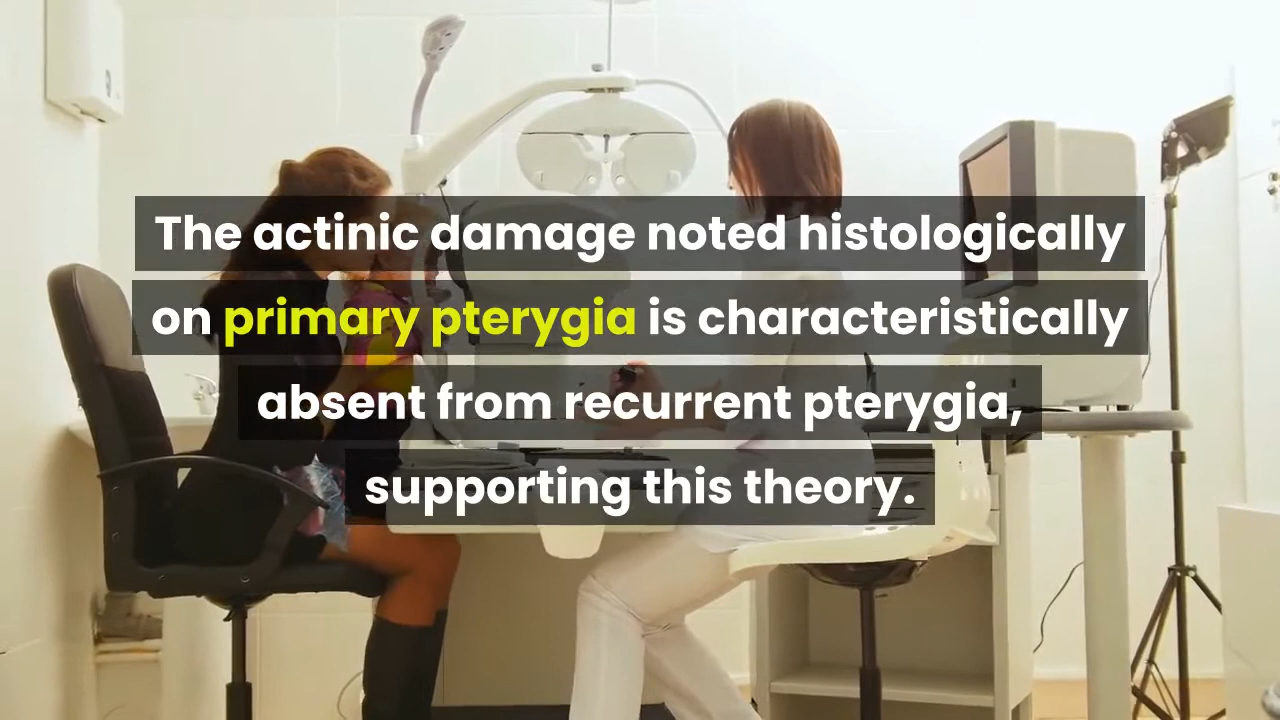 The actinic damage noted histologically
on primary pterygia is characteristically
absent from recurrent pterygia,
supporting this theory.